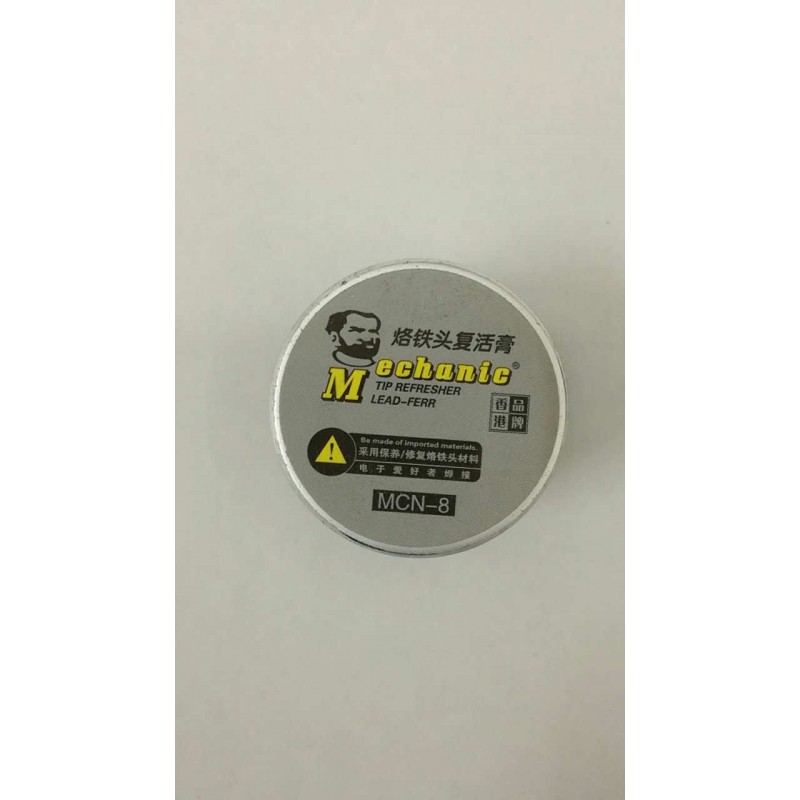 烙铁头复活膏
Mechanic®
TIP REFRESHER
LEAD-FERR
香港
品牌
Be made of imported materials.
采用保养/修复烙铁头材料
电子爱好者焊接
MCN-8